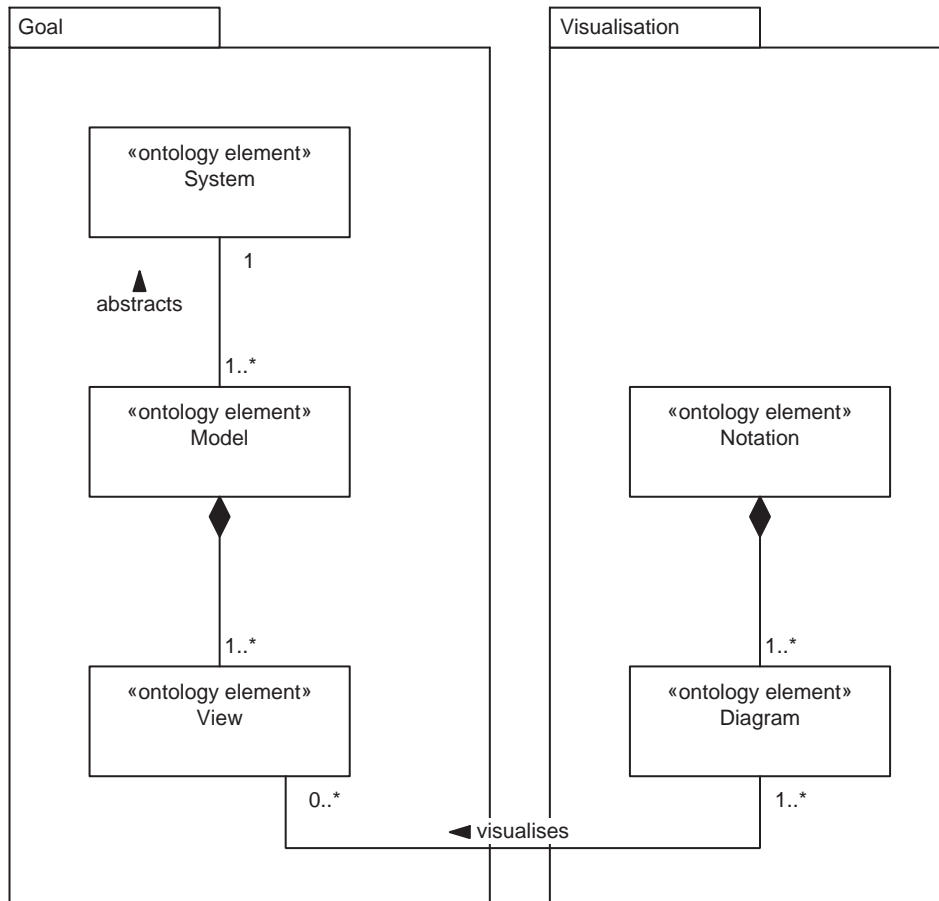 Goal
Visualisation
«ontology element»
System
1
abstracts
1..*
«ontology element»
Model
«ontology element»
Notation
1..*
1..*
«ontology element»
View
«ontology element»
Diagram
0..*
1..*
visualises